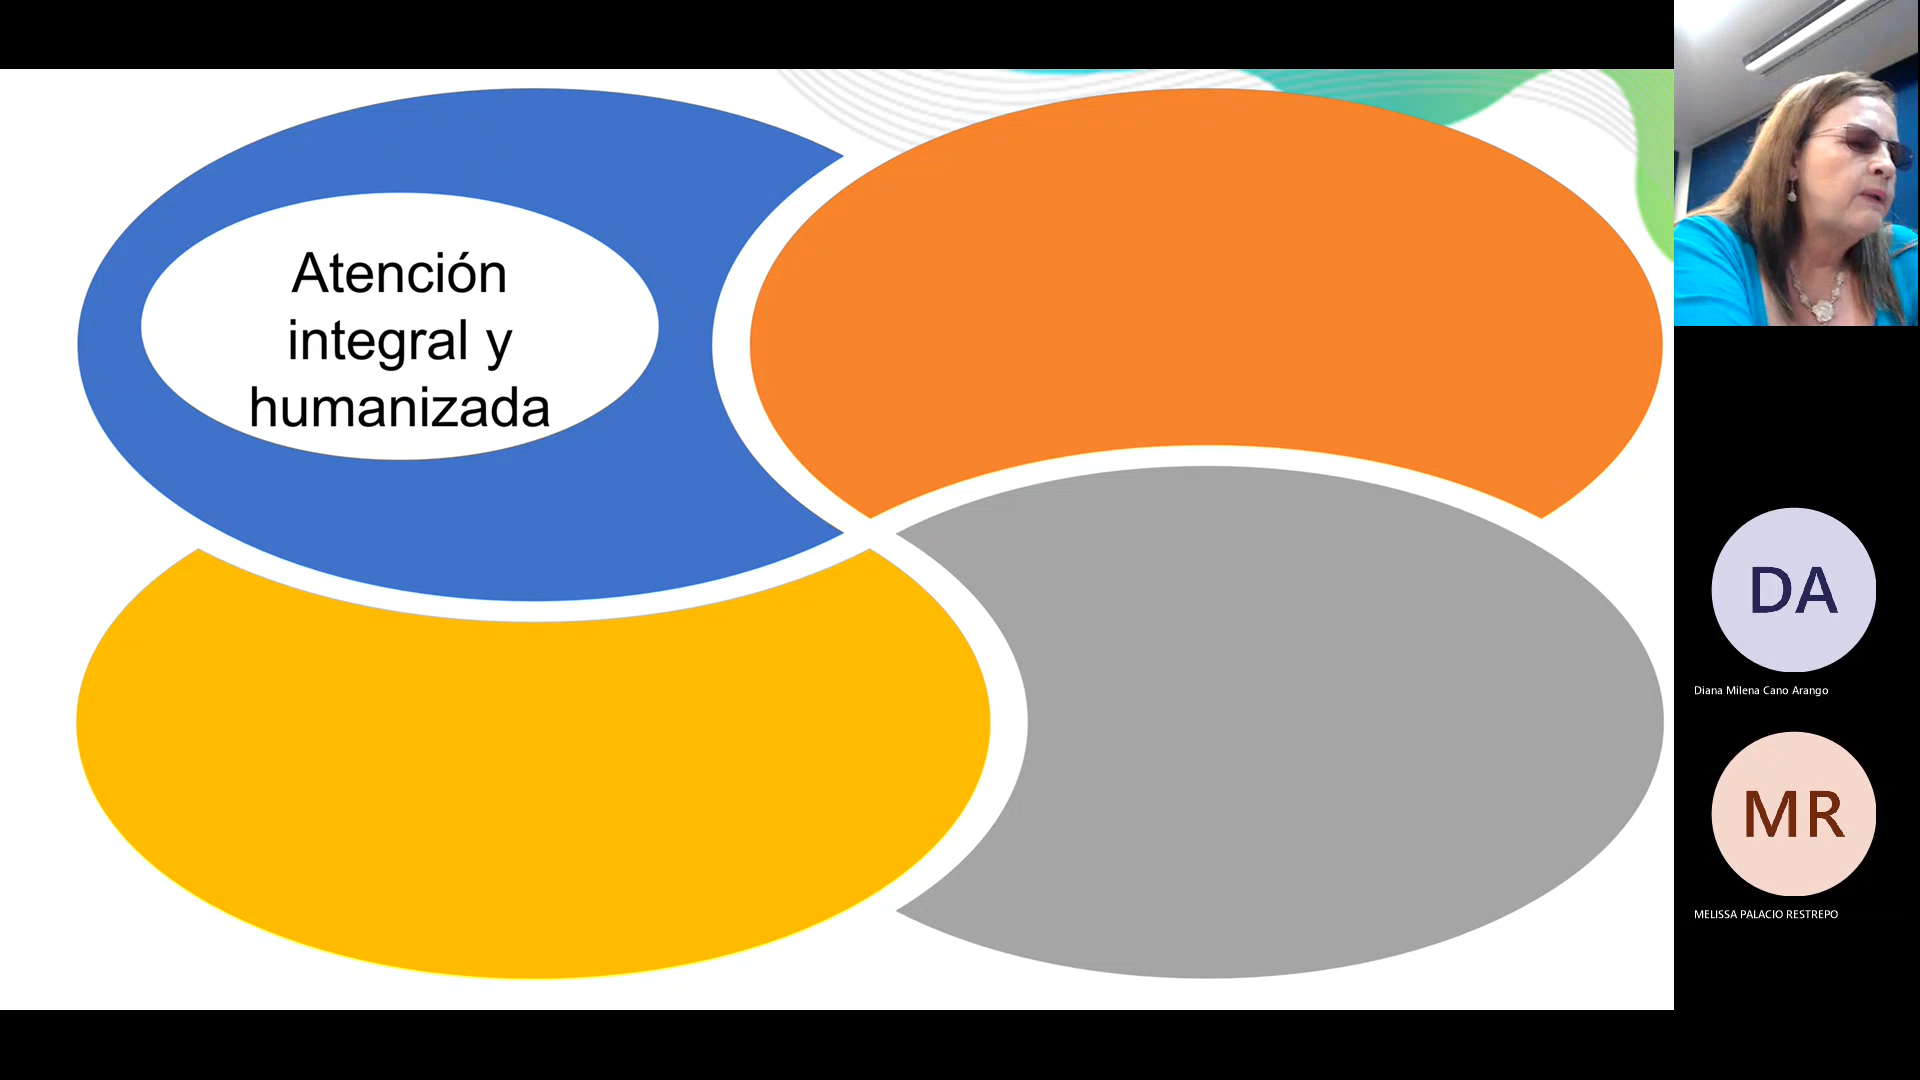 Atención
integral y
humanizada
DA
Diana Milena Cano Arango
MR
MELISSA PALACIO RESTREPO